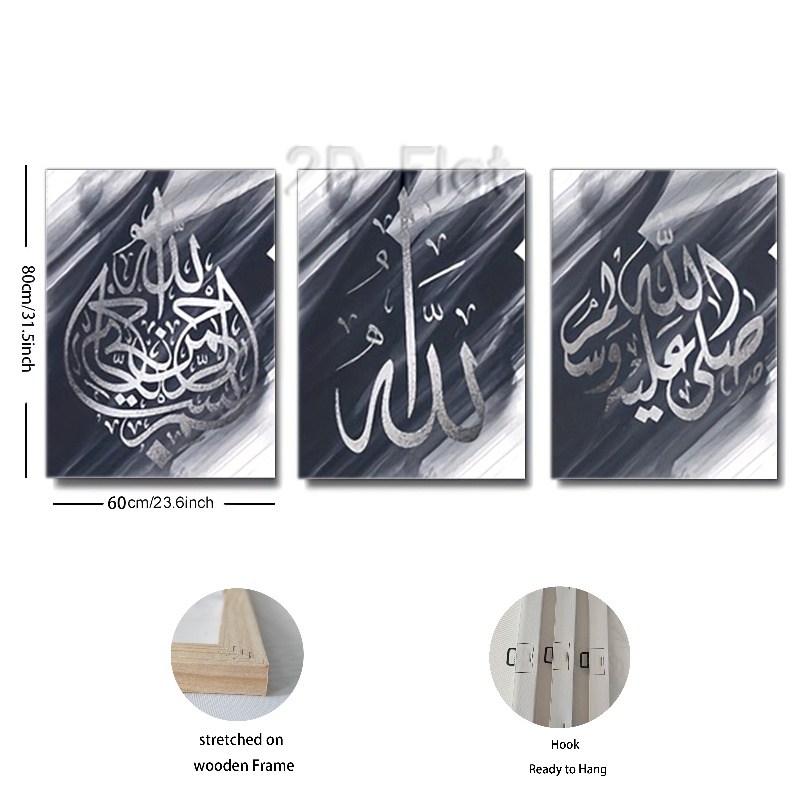 2D Flat
بسم الله الرحمن الرحيم
الله
صلى الله عليه وسلم
80cm/31.5inch
60cm/23.6inch
stretched on
wooden Frame
Hook
Ready to Hang